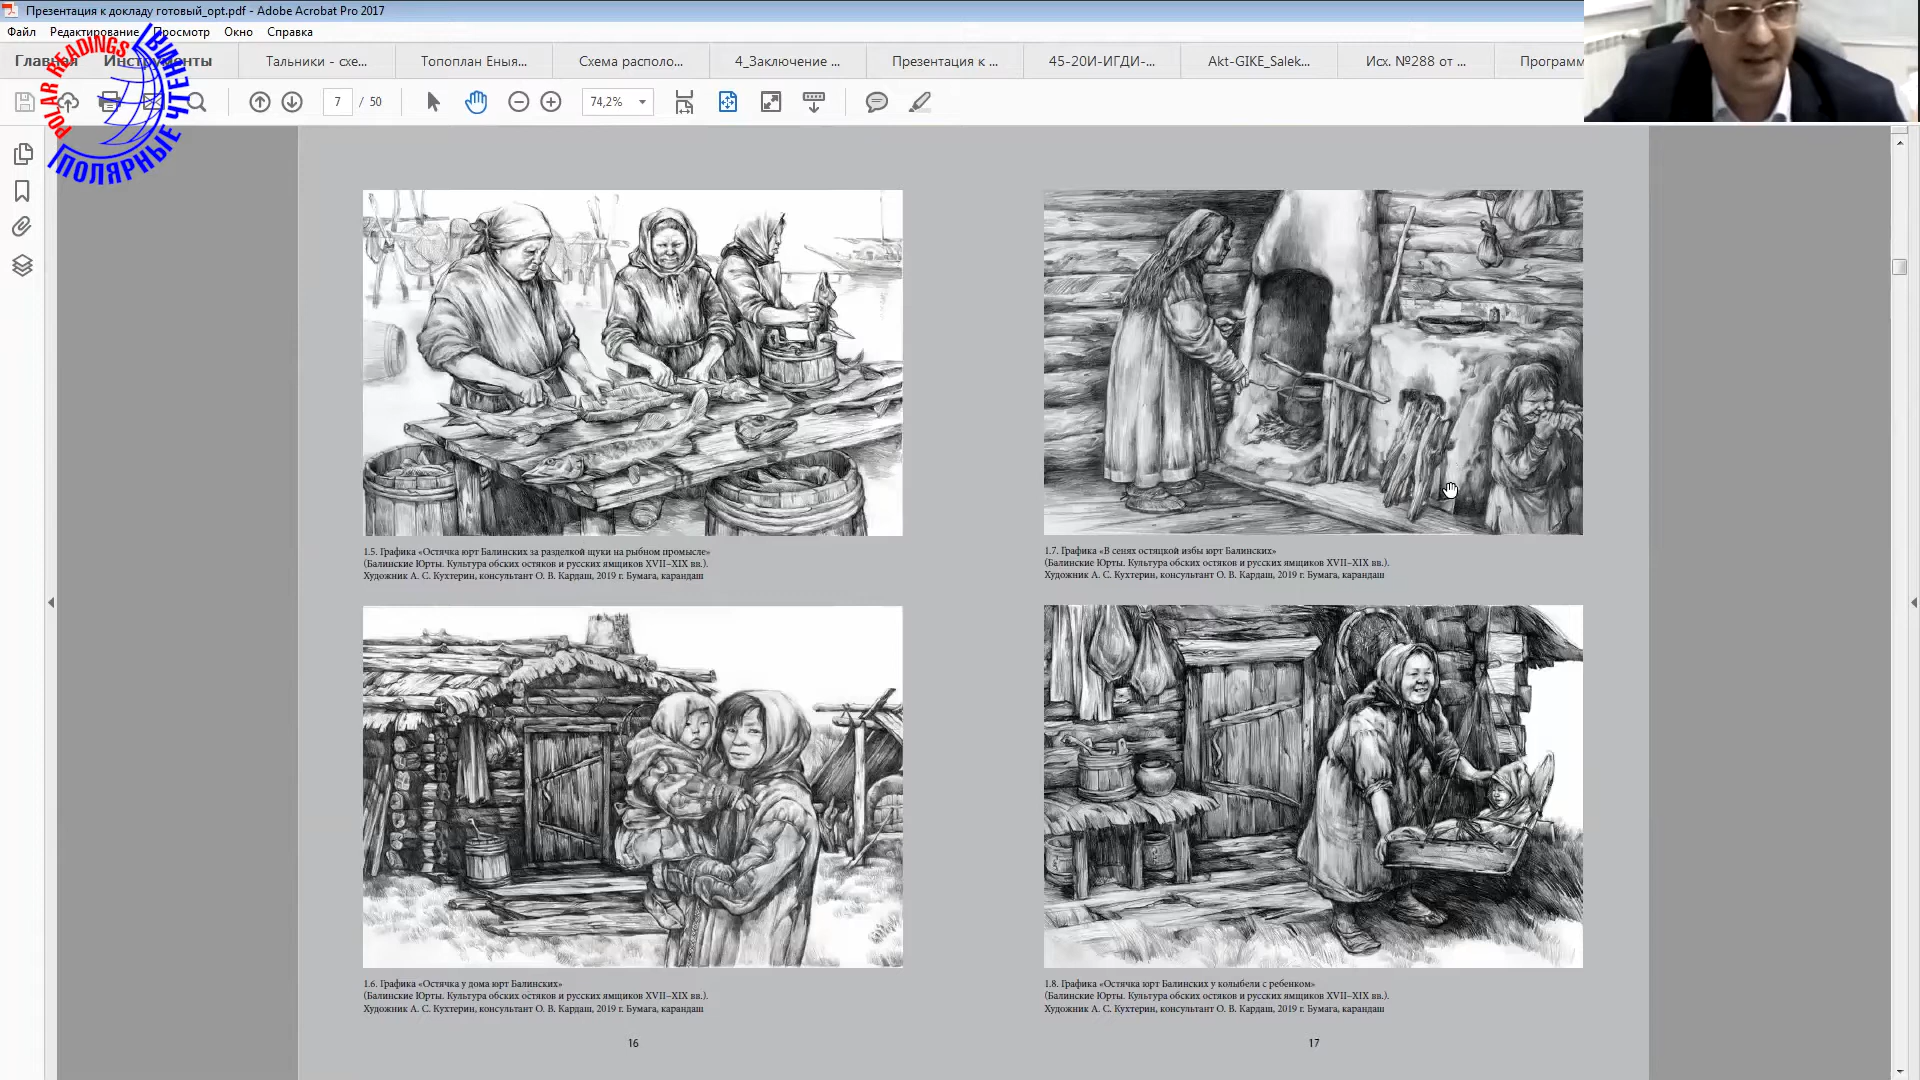 Презентация к докладу готовый_opt.pdf - Adobe Acrobat Pro 2017
Файл Редактирование Просмотр Окно Справка
Главная Инструменты Тальники - схе... Топоплан Еныя... Схема располо... 4_Заключение ... Презентация к ... 45-20И-ИГДИ-... Akt-GIKE_Salek... Исх. №288 от ... Программ
7 / 50 74,2%
POLAR READINGS
ПОЛЯРНЫЕ ЧТЕНИЯ
1.5. Графика «Остячка юрт Балинских за разделкой щуки на рыбном промысле»
(Балинские Юрты. Культура обских остяков и русских ямщиков XVII–XIX вв.).
Художник А. С. Кухтерин, консультант О. В. Кардаш, 2019 г. Бумага, карандаш
1.7. Графика «В сенях остяцкой избы юрт Балинских»
(Балинские Юрты. Культура обских остяков и русских ямщиков XVII–XIX вв.).
Художник А. С. Кухтерин, консультант О. В. Кардаш, 2019 г. Бумага, карандаш
1.6. Графика «Остячка у дома юрт Балинских»
(Балинские Юрты. Культура обских остяков и русских ямщиков XVII–XIX вв.).
Художник А. С. Кухтерин, консультант О. В. Кардаш, 2019 г. Бумага, карандаш
1.8. Графика «Остячка юрт Балинских у колыбели с ребенком»
(Балинские Юрты. Культура обских остяков и русских ямщиков XVII–XIX вв.).
Художник А. С. Кухтерин, консультант О. В. Кардаш, 2019 г. Бумага, карандаш
16
17